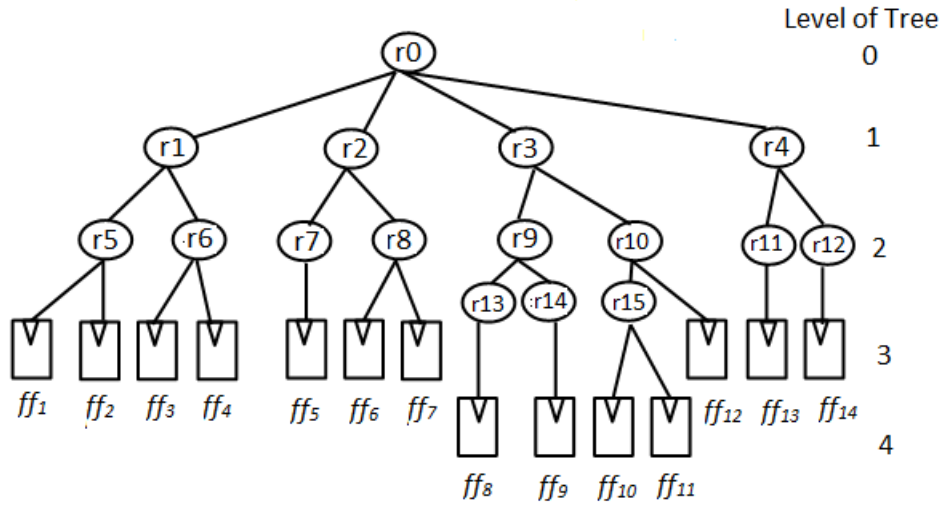 Level of Tree
r0 0
r1 r2 r3 r4 1
r5 r6 r7 r8 r9 r10 r11 r12 2
r13 :r14 r15
3
ff1 ff2 ff3 ff4 ff5 ff6 ff7 ff12 ff13 ff14
4
ff8 ff9 ff10 ff11